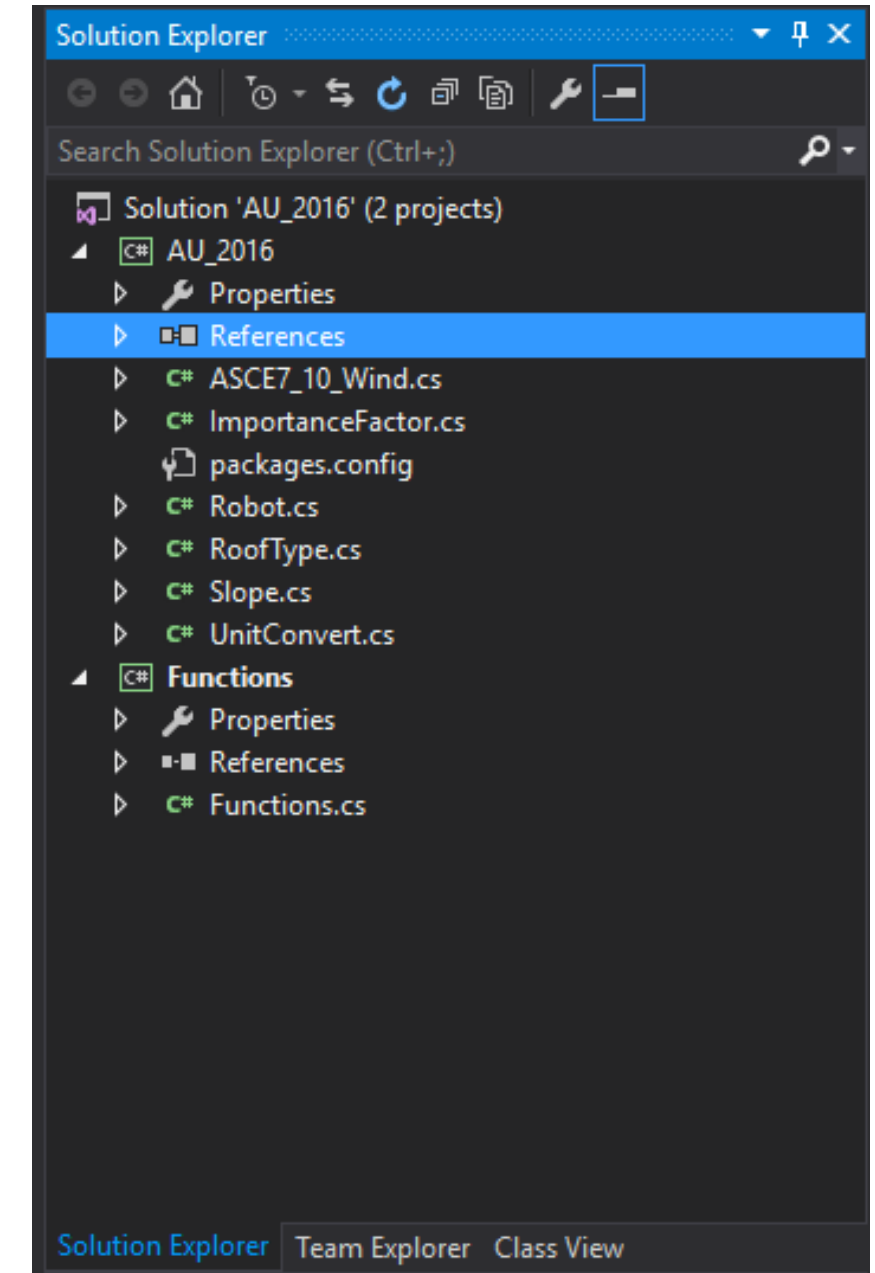 Solution Explorer
Search Solution Explorer (Ctrl+;)
Solution 'AU_2016' (2 projects)
C# AU_2016
Properties
References
C# ASCE7_10_Wind.cs
C# ImportanceFactor.cs
packages.config
C# Robot.cs
C# RoofType.cs
C# Slope.cs
C# UnitConvert.cs
C# Functions
Properties
References
C# Functions.cs
Solution Explorer Team Explorer Class View